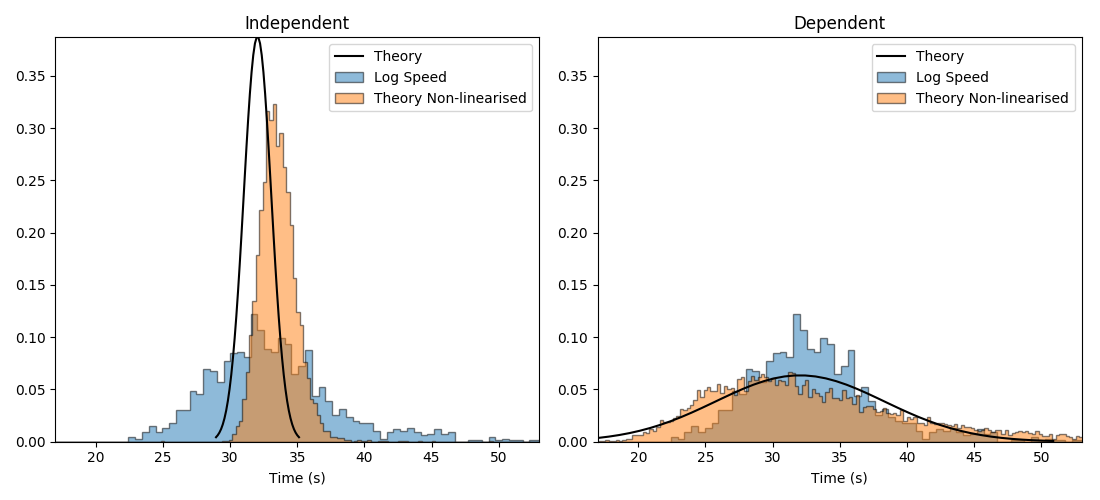 Independent
Theory
Log Speed
Theory Non-linearised
0.35
0.30
0.25
0.20
0.15
0.10
0.05
0.00
20 25 30 35 40 45 50
Time (s)
Dependent
Theory
Log Speed
Theory Non-linearised
0.35
0.30
0.25
0.20
0.15
0.10
0.05
0.00
20 25 30 35 40 45 50
Time (s)